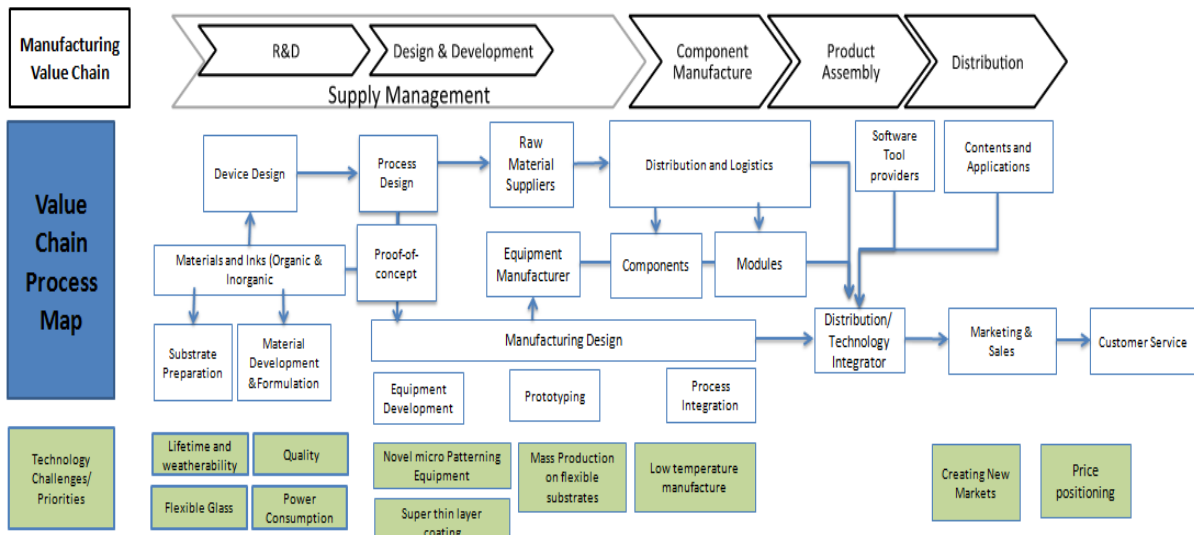 Manufacturing
Value Chain
R&D
Design & Development
Supply Management
Component
Manufacture
Product
Assembly
Distribution
Value
Chain
Process
Map
Device Design
Process
Design
Raw
Material
Suppliers
Distribution and Logistics
Software
Tool
providers
Contents and
Applications
Materials and Inks (Organic &
Inorganic
Proof-of-
concept
Equipment
Manufacturer
Components
Modules
Substrate
Preparation
Material
Development
&Formulation
Manufacturing Design
Distribution/
Technology
Integrator
Marketing &
Sales
Customer Service
Equipment
Development
Prototyping
Process
Integration
Technology
Challenges/
Priorities
Lifetime and
weatherability
Quality
Flexible Glass
Power
Consumption
Novel micro Patterning
Equipment
Super thin layer
coating
Mass Production
on flexible
substrates
Low temperature
manufacture
Creating New
Markets
Price
positioning